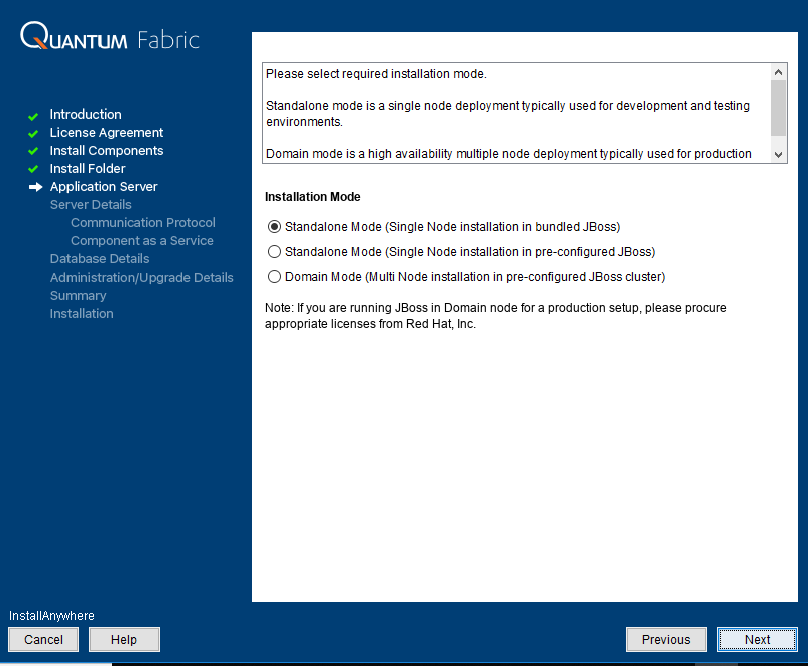 QUANTUM Fabric
Introduction
License Agreement
Install Components
Install Folder
Application Server
Server Details
Communication Protocol
Component as a Service
Database Details
Administration/Upgrade Details
Summary
Installation
Please select required installation mode.
Standalone mode is a single node deployment typically used for development and testing
environments.
Domain mode is a high availability multiple node deployment typically used for production
Installation Mode
Standalone Mode (Single Node installation in bundled JBoss)
Standalone Mode (Single Node installation in pre-configured JBoss)
Domain Mode (Multi Node installation in pre-configured JBoss cluster)
Note: If you are running JBoss in Domain node for a production setup, please procure
appropriate licenses from Red Hat, Inc.
InstallAnywhere
Cancel Help Previous Next